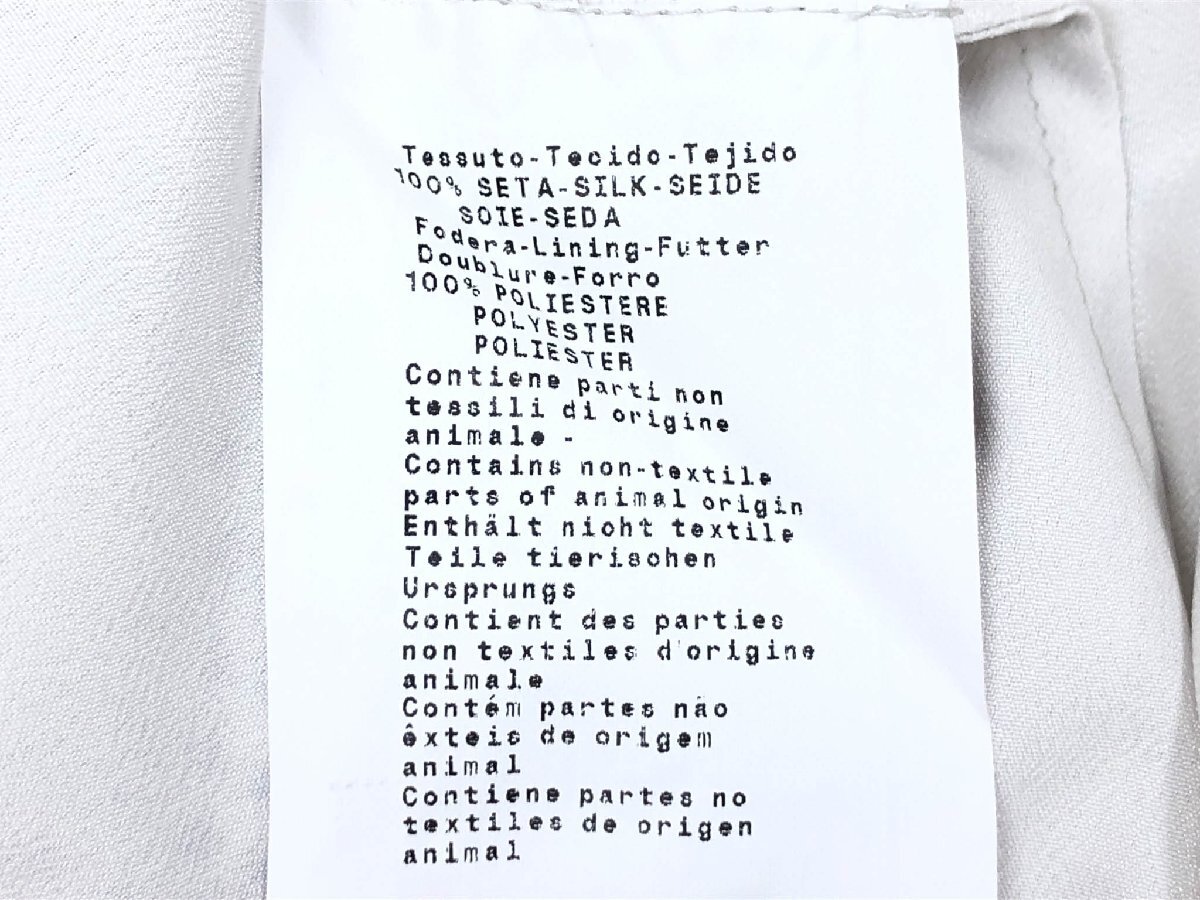 Tessuto-Tecido-Tejido
100% SETA-SILK-SEIDE
SOIE-SEDA
Fodera-Lining-Futter
Doublure-Forro
100% POLIESTERE
POLYESTER
POLIESTER
Contiene parti non
tessili di origine
animale -
Contains non-textile
parts of animal origin
Enthält nicht textile
Teile tierischen
Ursprungs
Contient des parties
non textiles d'origine
animale
Contém partes não
êxteis de origem
animal
Contiene partes no
textiles de origen
animal